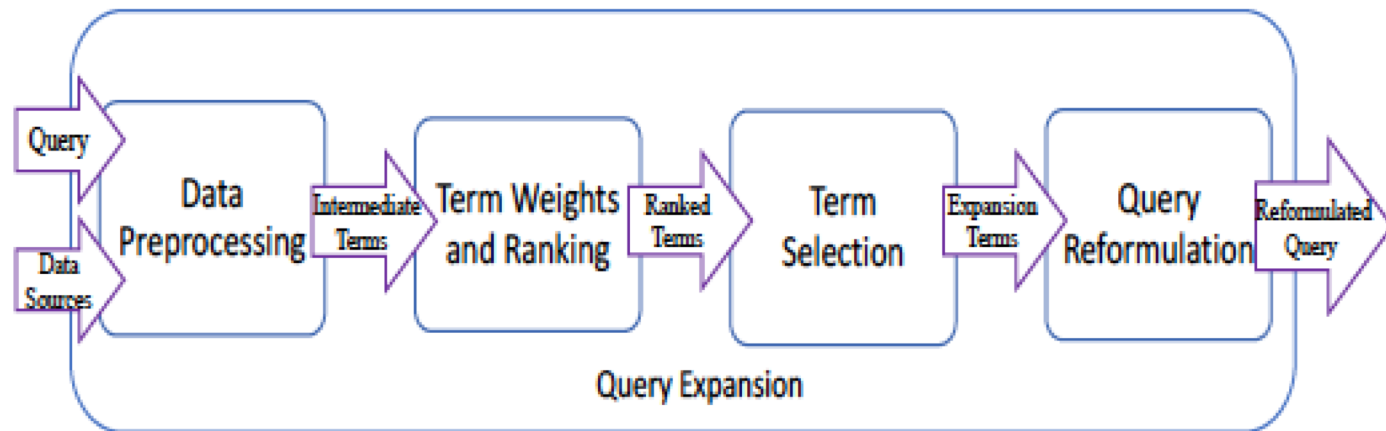 Query
Data
Sources
Data
Preprocessing
Intermediate
Terms
Term Weights
and Ranking
Ranked
Terms
Term
Selection
Expansion
Terms
Query
Reformulation
Reformulated
Query
Query Expansion